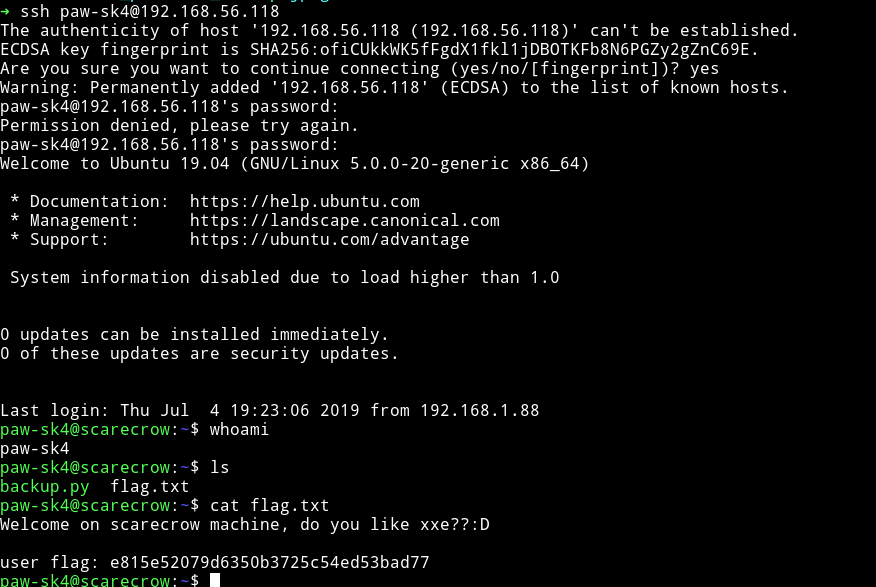 → ssh paw-sk4@192.168.56.118
The authenticity of host '192.168.56.118 (192.168.56.118)' can't be established.
ECDSA key fingerprint is SHA256:ofiCUkkWK5fFgdX1fkl1jDBOTKFb8N6PGZy2gZnC69E.
Are you sure you want to continue connecting (yes/no/[fingerprint])? yes
Warning: Permanently added '192.168.56.118' (ECDSA) to the list of known hosts.
paw-sk4@192.168.56.118's password:
Permission denied, please try again.
paw-sk4@192.168.56.118's password:
Welcome to Ubuntu 19.04 (GNU/Linux 5.0.0-20-generic x86_64)
* Documentation:  https://help.ubuntu.com
* Management:     https://landscape.canonical.com
* Support:        https://ubuntu.com/advantage
System information disabled due to load higher than 1.0
0 updates can be installed immediately.
0 of these updates are security updates.
Last login: Thu Jul  4 19:23:06 2019 from 192.168.1.88
paw-sk4@scarecrow:~$ whoami
paw-sk4
paw-sk4@scarecrow:~$ ls
backup.py  flag.txt
paw-sk4@scarecrow:~$ cat flag.txt
Welcome on scarecrow machine, do you like xxe??:D
user flag: e815e52079d6350b3725c54ed53bad77
paw-sk4@scarecrow:~$